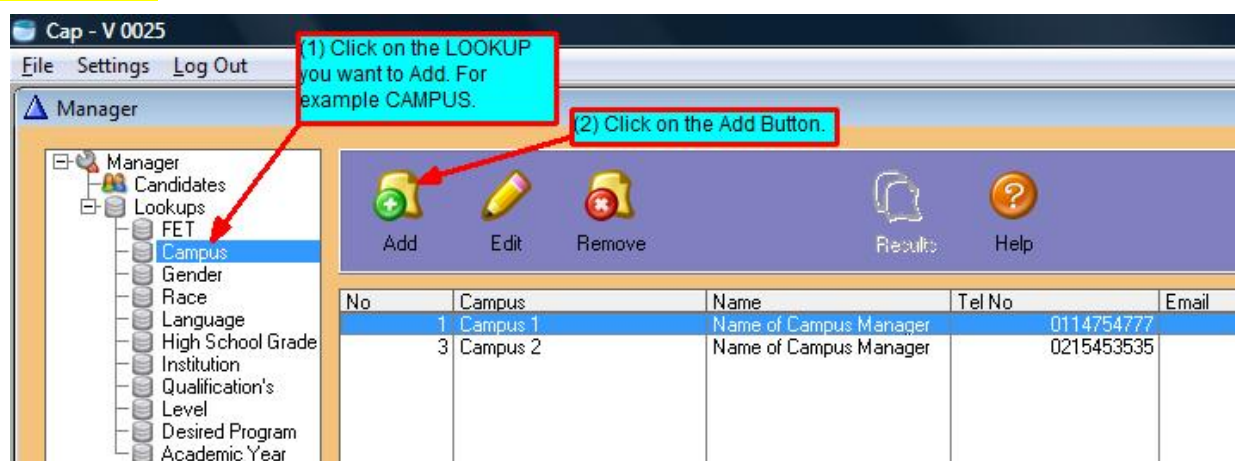 Cap - V 0025
(1) Click on the LOOKUP
you want to Add. For
example CAMPUS.
File Settings Log Out
Manager
(2) Click on the Add Button.
Manager
Candidates
Lookups
FET
Campus
Gender
Race
Language
High School Grade
Institution
Qualification's
Level
Desired Program
Academic Year
Add Edit Remove Results Help
No Campus Name Tel No Email
1 Campus 1 Name of Campus Manager 0114754777
3 Campus 2 Name of Campus Manager 0215453535